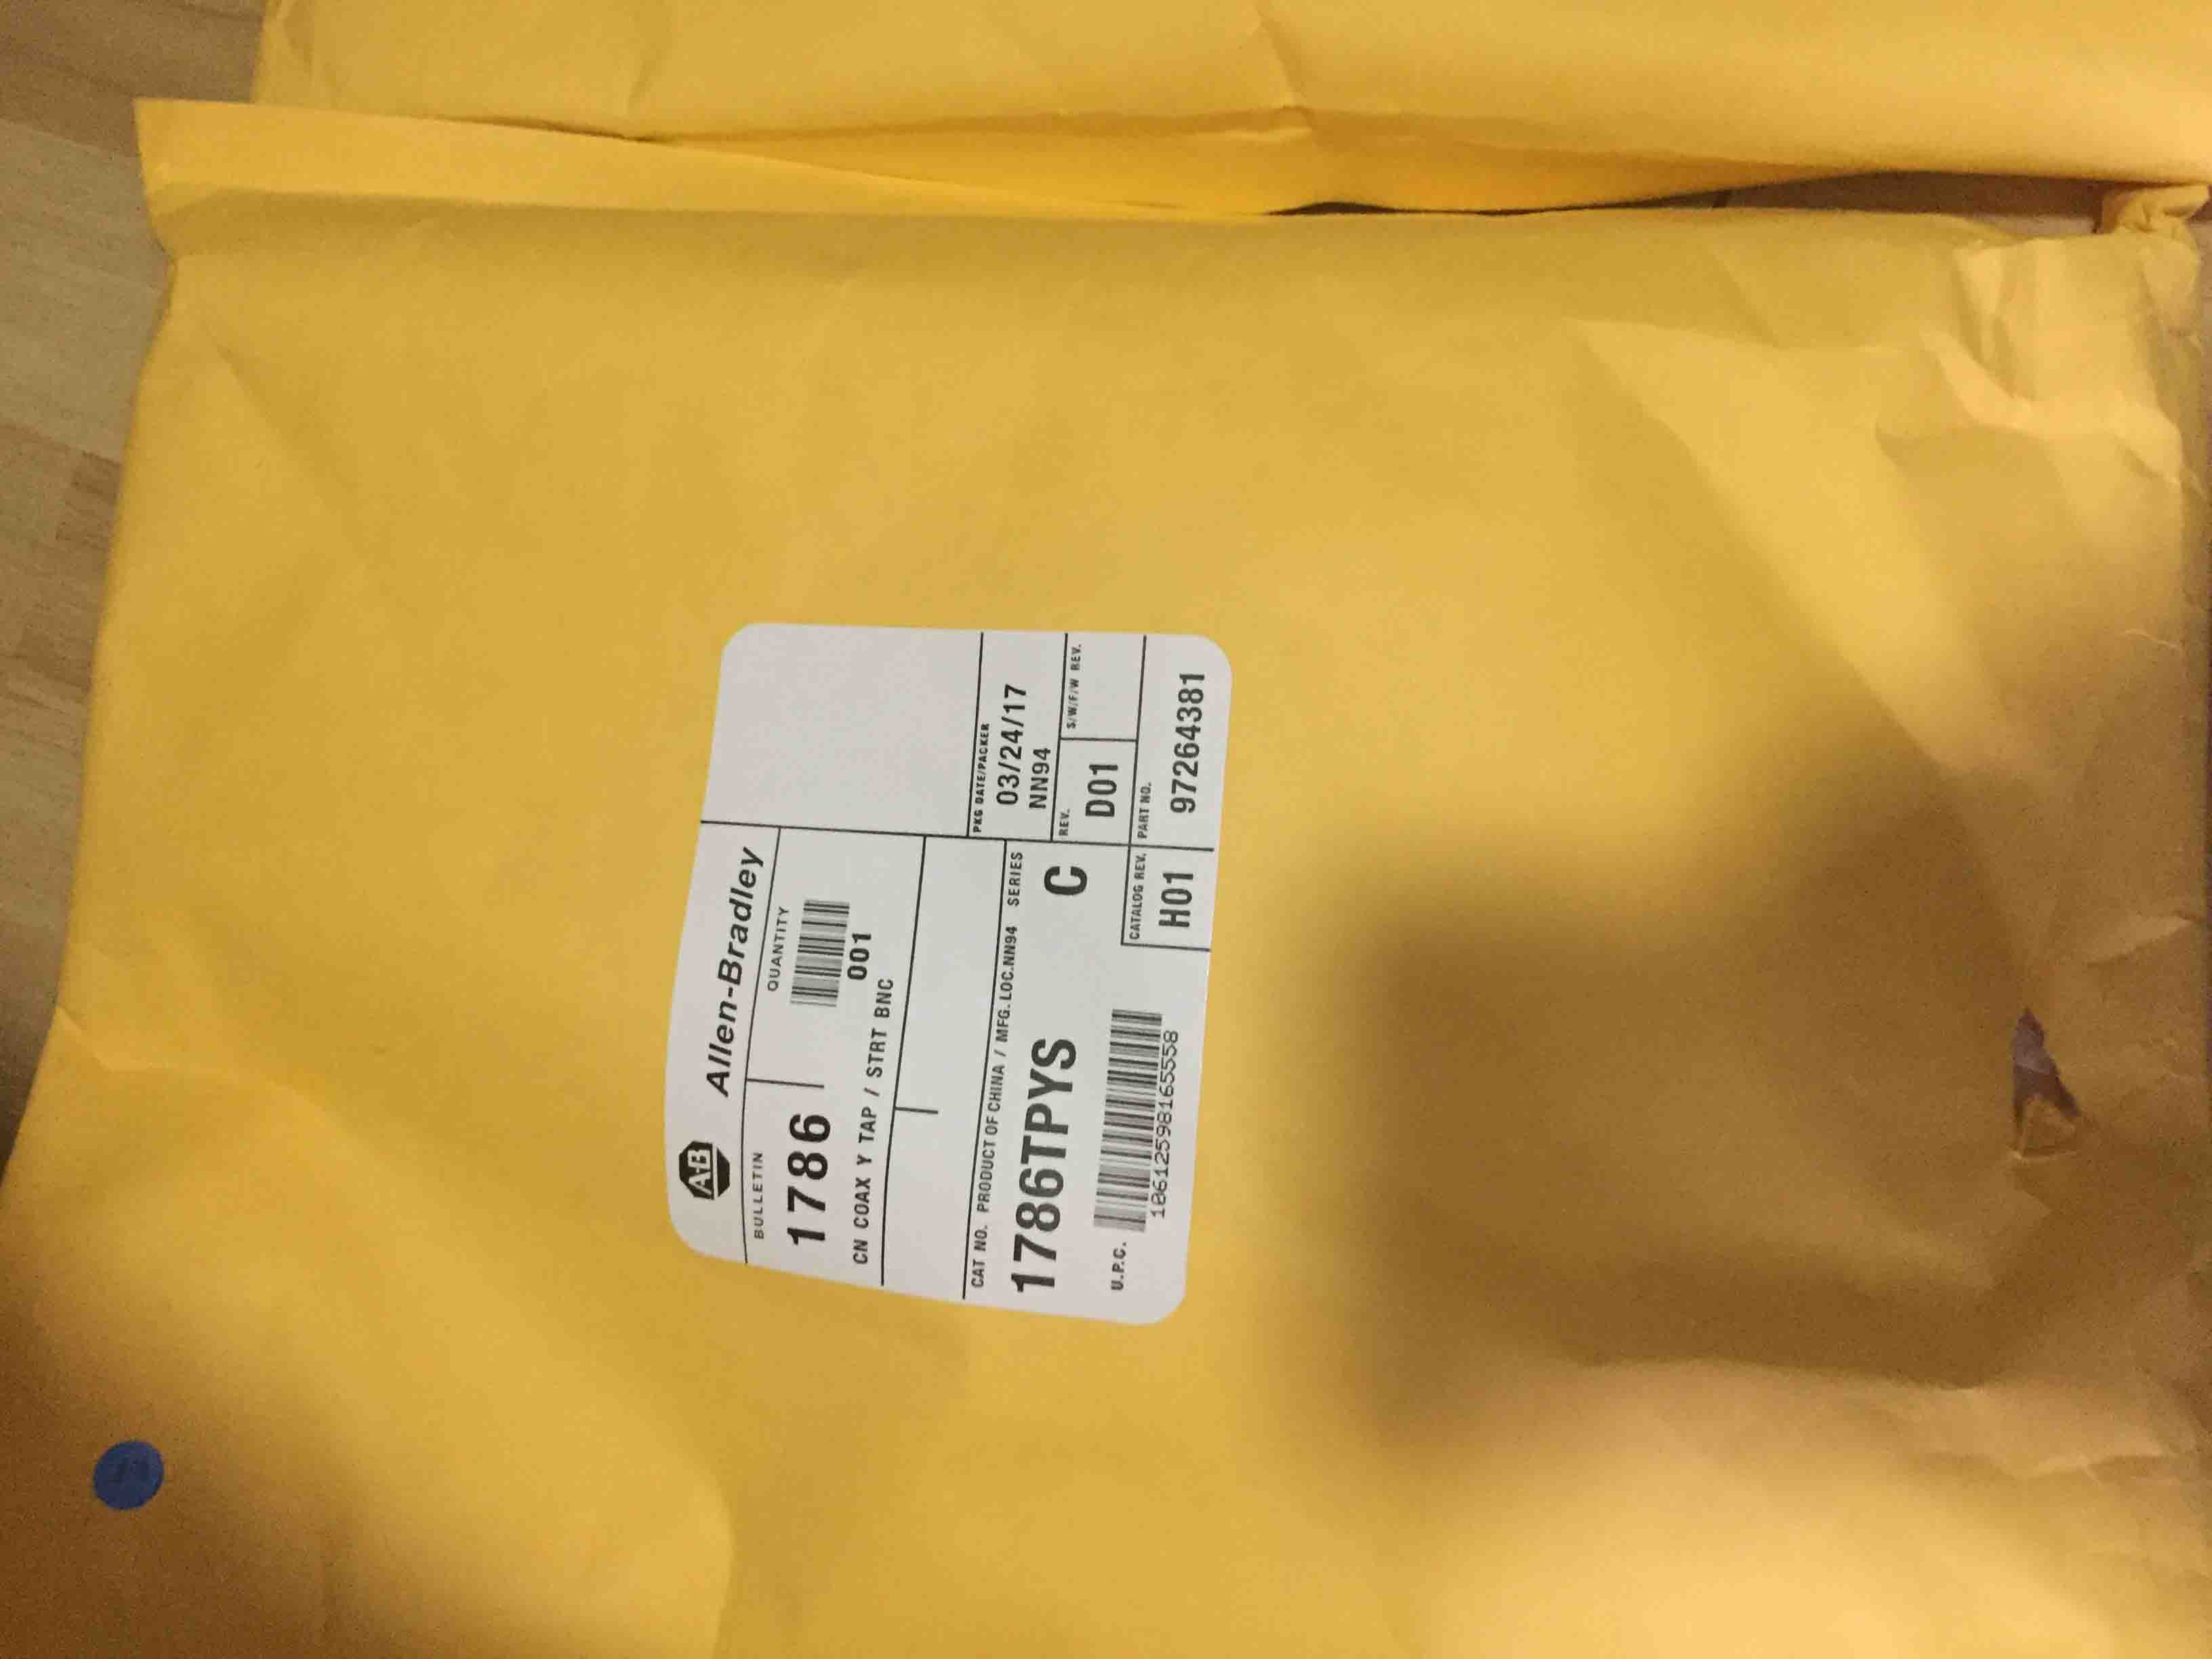 AB Allen-Bradley
BULLETIN QUANTITY
1786
001
CN COAX Y TAP / STRT BNC
PKG DATE/PACKER
03/24/17
NN94
CAT NO. PRODUCT OF CHINA / MFG. LOC.NN94 SERIES
1786TPYS C
REV. S/W/F/W REV.
D01
U.P.C.
10612598165558
CATALOG REV. PART NO.
H01 97264381